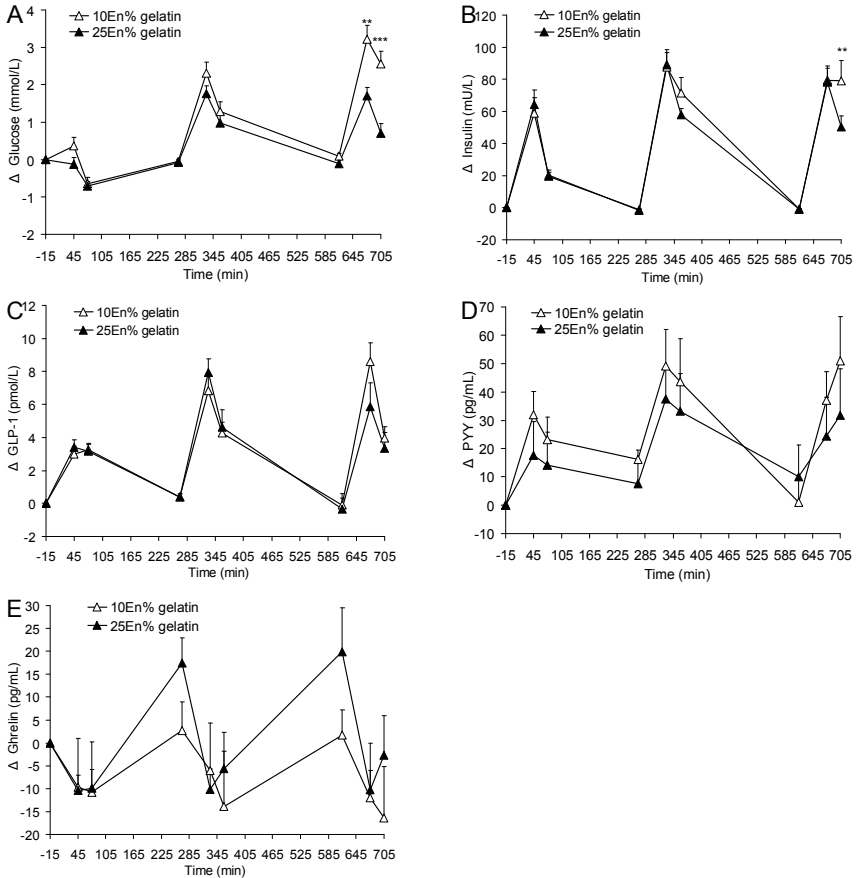 A
10En% gelatin
25En% gelatin
**
***
4
3
2
1
0
-1
-2
Δ Glucose (mmol/L)
-15 45 105 165 225 285 345 405 465 525 585 645 705
Time (min)
B
10En% gelatin
25En% gelatin
**
120
100
80
60
40
20
0
-20
Δ Insulin (mU/L)
-15 45 105 165 225 285 345 405 465 525 585 645 705
Time (min)
C
10En% gelatin
25En% gelatin
12
10
8
6
4
2
0
-2
Δ GLP-1 (pmol/L)
-15 45 105 165 225 285 345 405 465 525 585 645 705
Time (min)
D
10En% gelatin
25En% gelatin
70
60
50
40
30
20
10
0
-10
Δ PYY (pg/mL)
-15 45 105 165 225 285 345 405 465 525 585 645 705
Time (min)
E
10En% gelatin
25En% gelatin
30
25
20
15
10
5
0
-5
-10
-15
-20
Δ Ghrelin (pg/mL)
-15 45 105 165 225 285 345 405 465 525 585 645 705
Time (min)